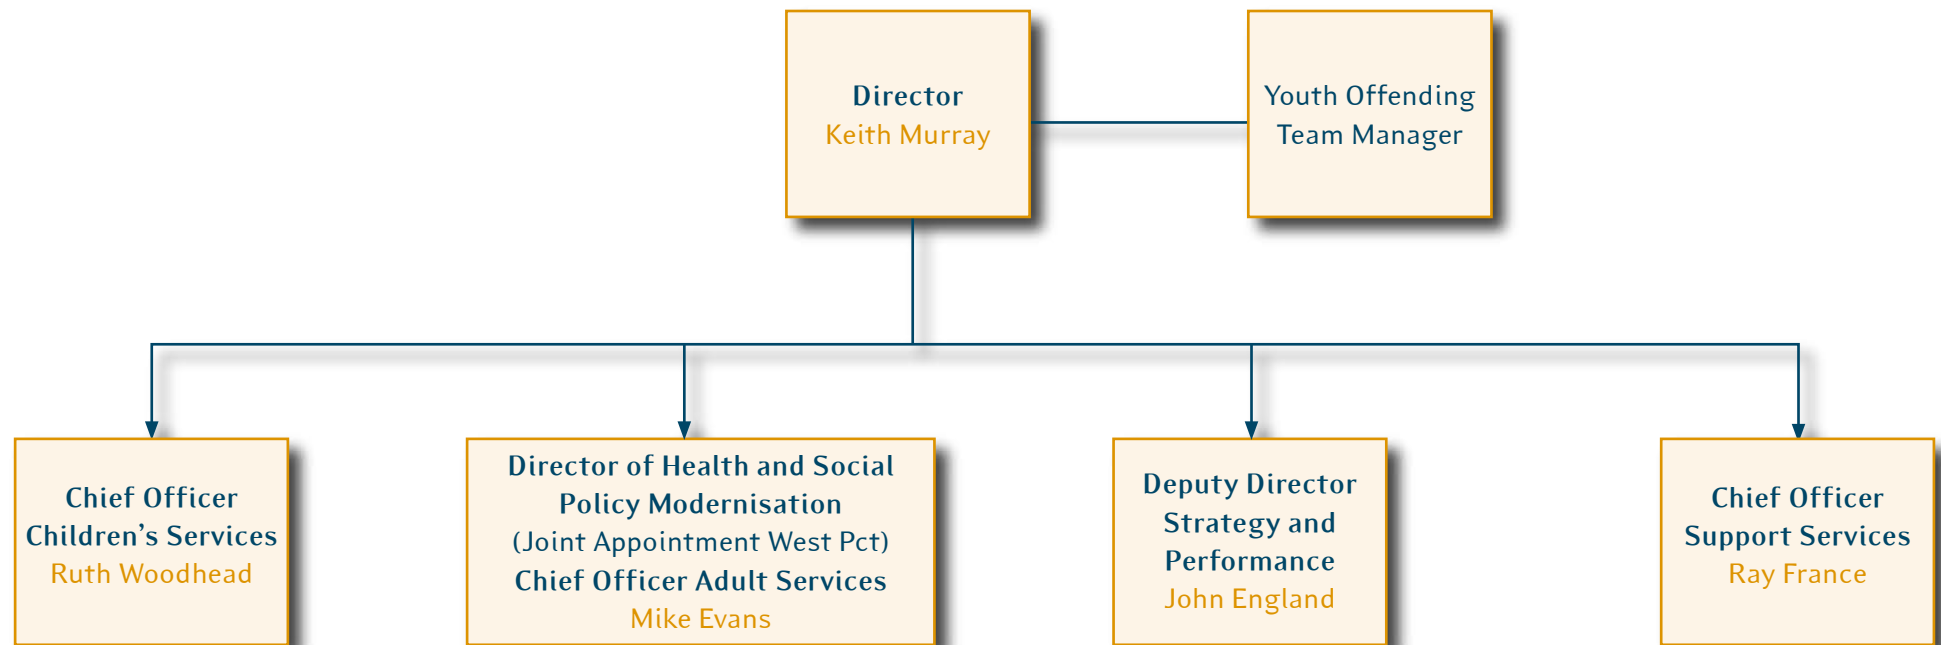 Director
Keith Murray
Youth Offending
Team Manager
Chief Officer
Children’s Services
Ruth Woodhead
Director of Health and Social
Policy Modernisation
(Joint Appointment West Pct)
Chief Officer Adult Services
Mike Evans
Deputy Director
Strategy and
Performance
John England
Chief Officer
Support Services
Ray France